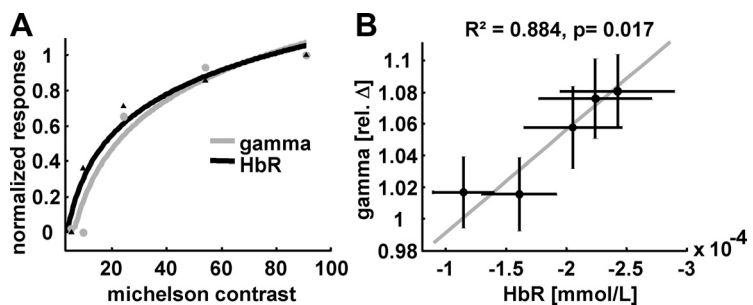 A
normalized response
1
0.8
0.6
0.4
0.2
0
20
40
60
80
100
michelson contrast
gamma
HbR
B
R² = 0.884, p= 0.017
gamma [rel. Δ]
1.1
1.08
1.06
1.04
1.02
1
0.98
-1
-1.5
-2
-2.5
-3
x 10⁻⁴
HbR [mmol/L]